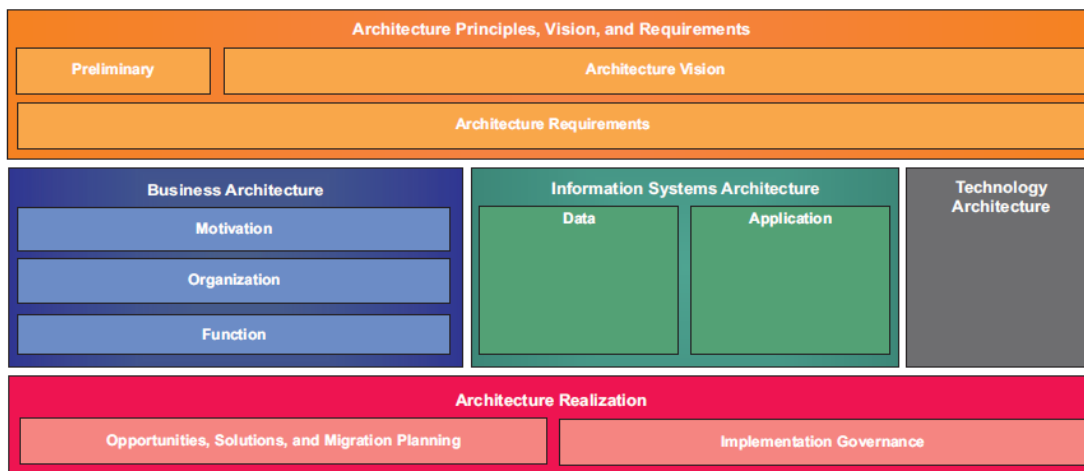 Architecture Principles, Vision, and Requirements
Preliminary
Architecture Vision
Architecture Requirements
Business Architecture
Motivation
Organization
Function
Information Systems Architecture
Data
Application
Technology
Architecture
Architecture Realization
Opportunities, Solutions, and Migration Planning
Implementation Governance